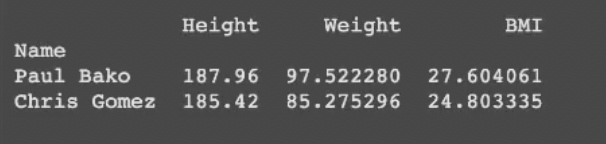 Height Weight BMI
Name
Paul Bako 187.96 97.522280 27.604061
Chris Gomez 185.42 85.275296 24.803335